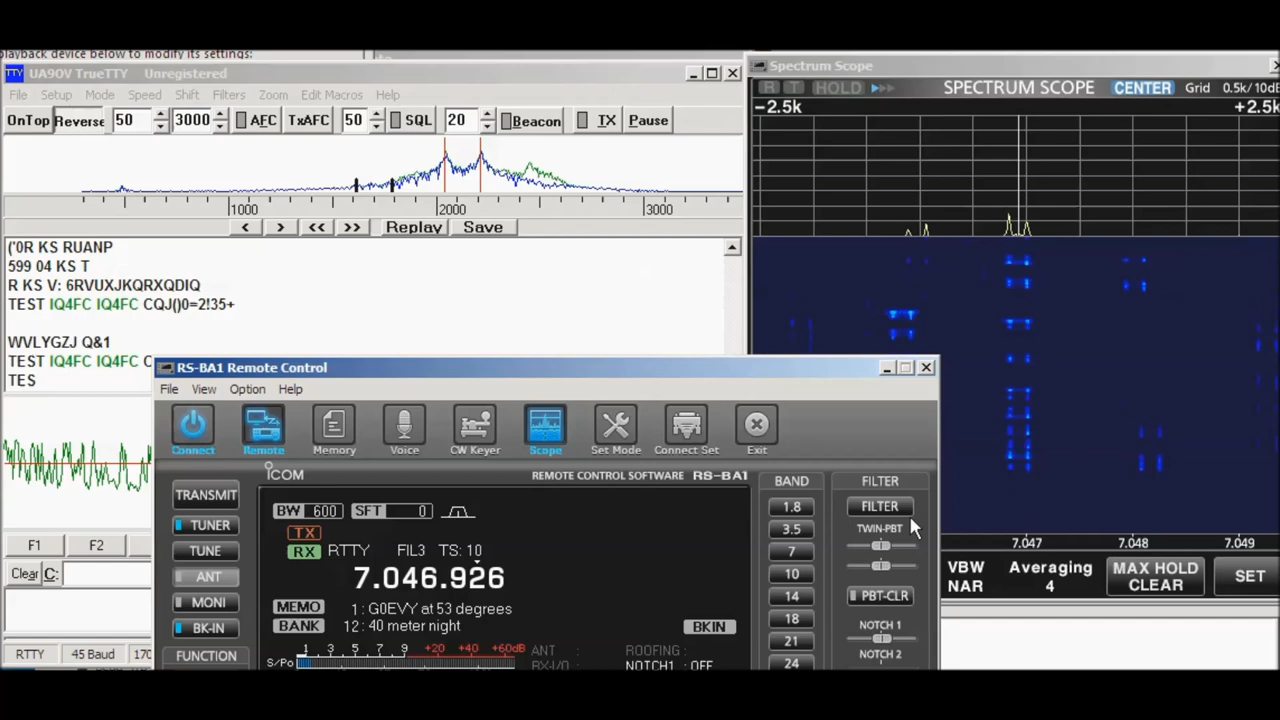 playback device below to modify its settings:
TTY UA9OV TrueTTY Unregistered
File Setup Mode Speed Shift Filters Zoom Edit Macros Help
OnTop Reverse 50 3000 AFC TxAFC 50 SQL 20 Beacon TX Pause
1000 2000 3000
< > << >> Replay Save
('0R KS RUANP
599 04 KS T
R KS V: 6RVUXJKQRXQDIQ
TEST IQ4FC IQ4FC CQJ()0=2!35+
WVLYGZJ Q&1
TEST IQ4FC IQ4FC C
TES
F1 F2
Clear C:
RTTY 45 Baud 170
Spectrum Scope
R T HOLD SPECTRUM SCOPE CENTER Grid 0.5k/10dB
-2.5k +2.5k
7.047 7.048 7.049
VBW NAR Averaging 4 MAX HOLD CLEAR SET
RS-BA1 Remote Control
File View Option Help
Connect Remote Memory Voice CW Keyer Scope Set Mode Connect Set Exit
ICOM REMOTE CONTROL SOFTWARE RS-BA1
TRANSMIT
TUNER
TUNE
ANT
MONI
BK-IN
FUNCTION
BW 600 SFT 0
TX
RX RTTY FIL3 TS: 10
7.046.926
MEMO 1 : G0EVY at 53 degrees
BANK 12 : 40 meter night BKIN
1 3 5 7 9 +20 +40 +60dB
S/Po
ANT : ROOFING :
NOTCH1 : OFF
BAND
1.8
3.5
7
10
14
18
21
24
FILTER
FILTER
TWIN-PBT
PBT-CLR
NOTCH 1
NOTCH 2